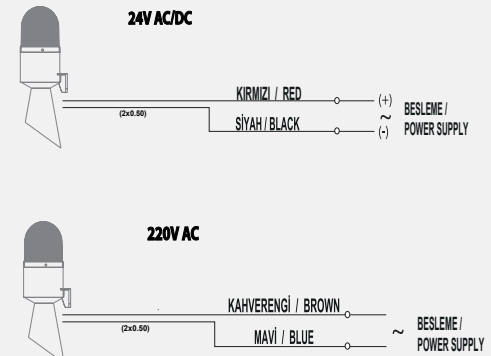 24V AC/DC
KIRMIZI / RED
(+)
(2x0.50)
SİYAH / BLACK
~
(-)
BESLEME /
POWER SUPPLY
220V AC
KAHVERENGİ / BROWN
(2x0.50)
MAVİ / BLUE
~
BESLEME /
POWER SUPPLY